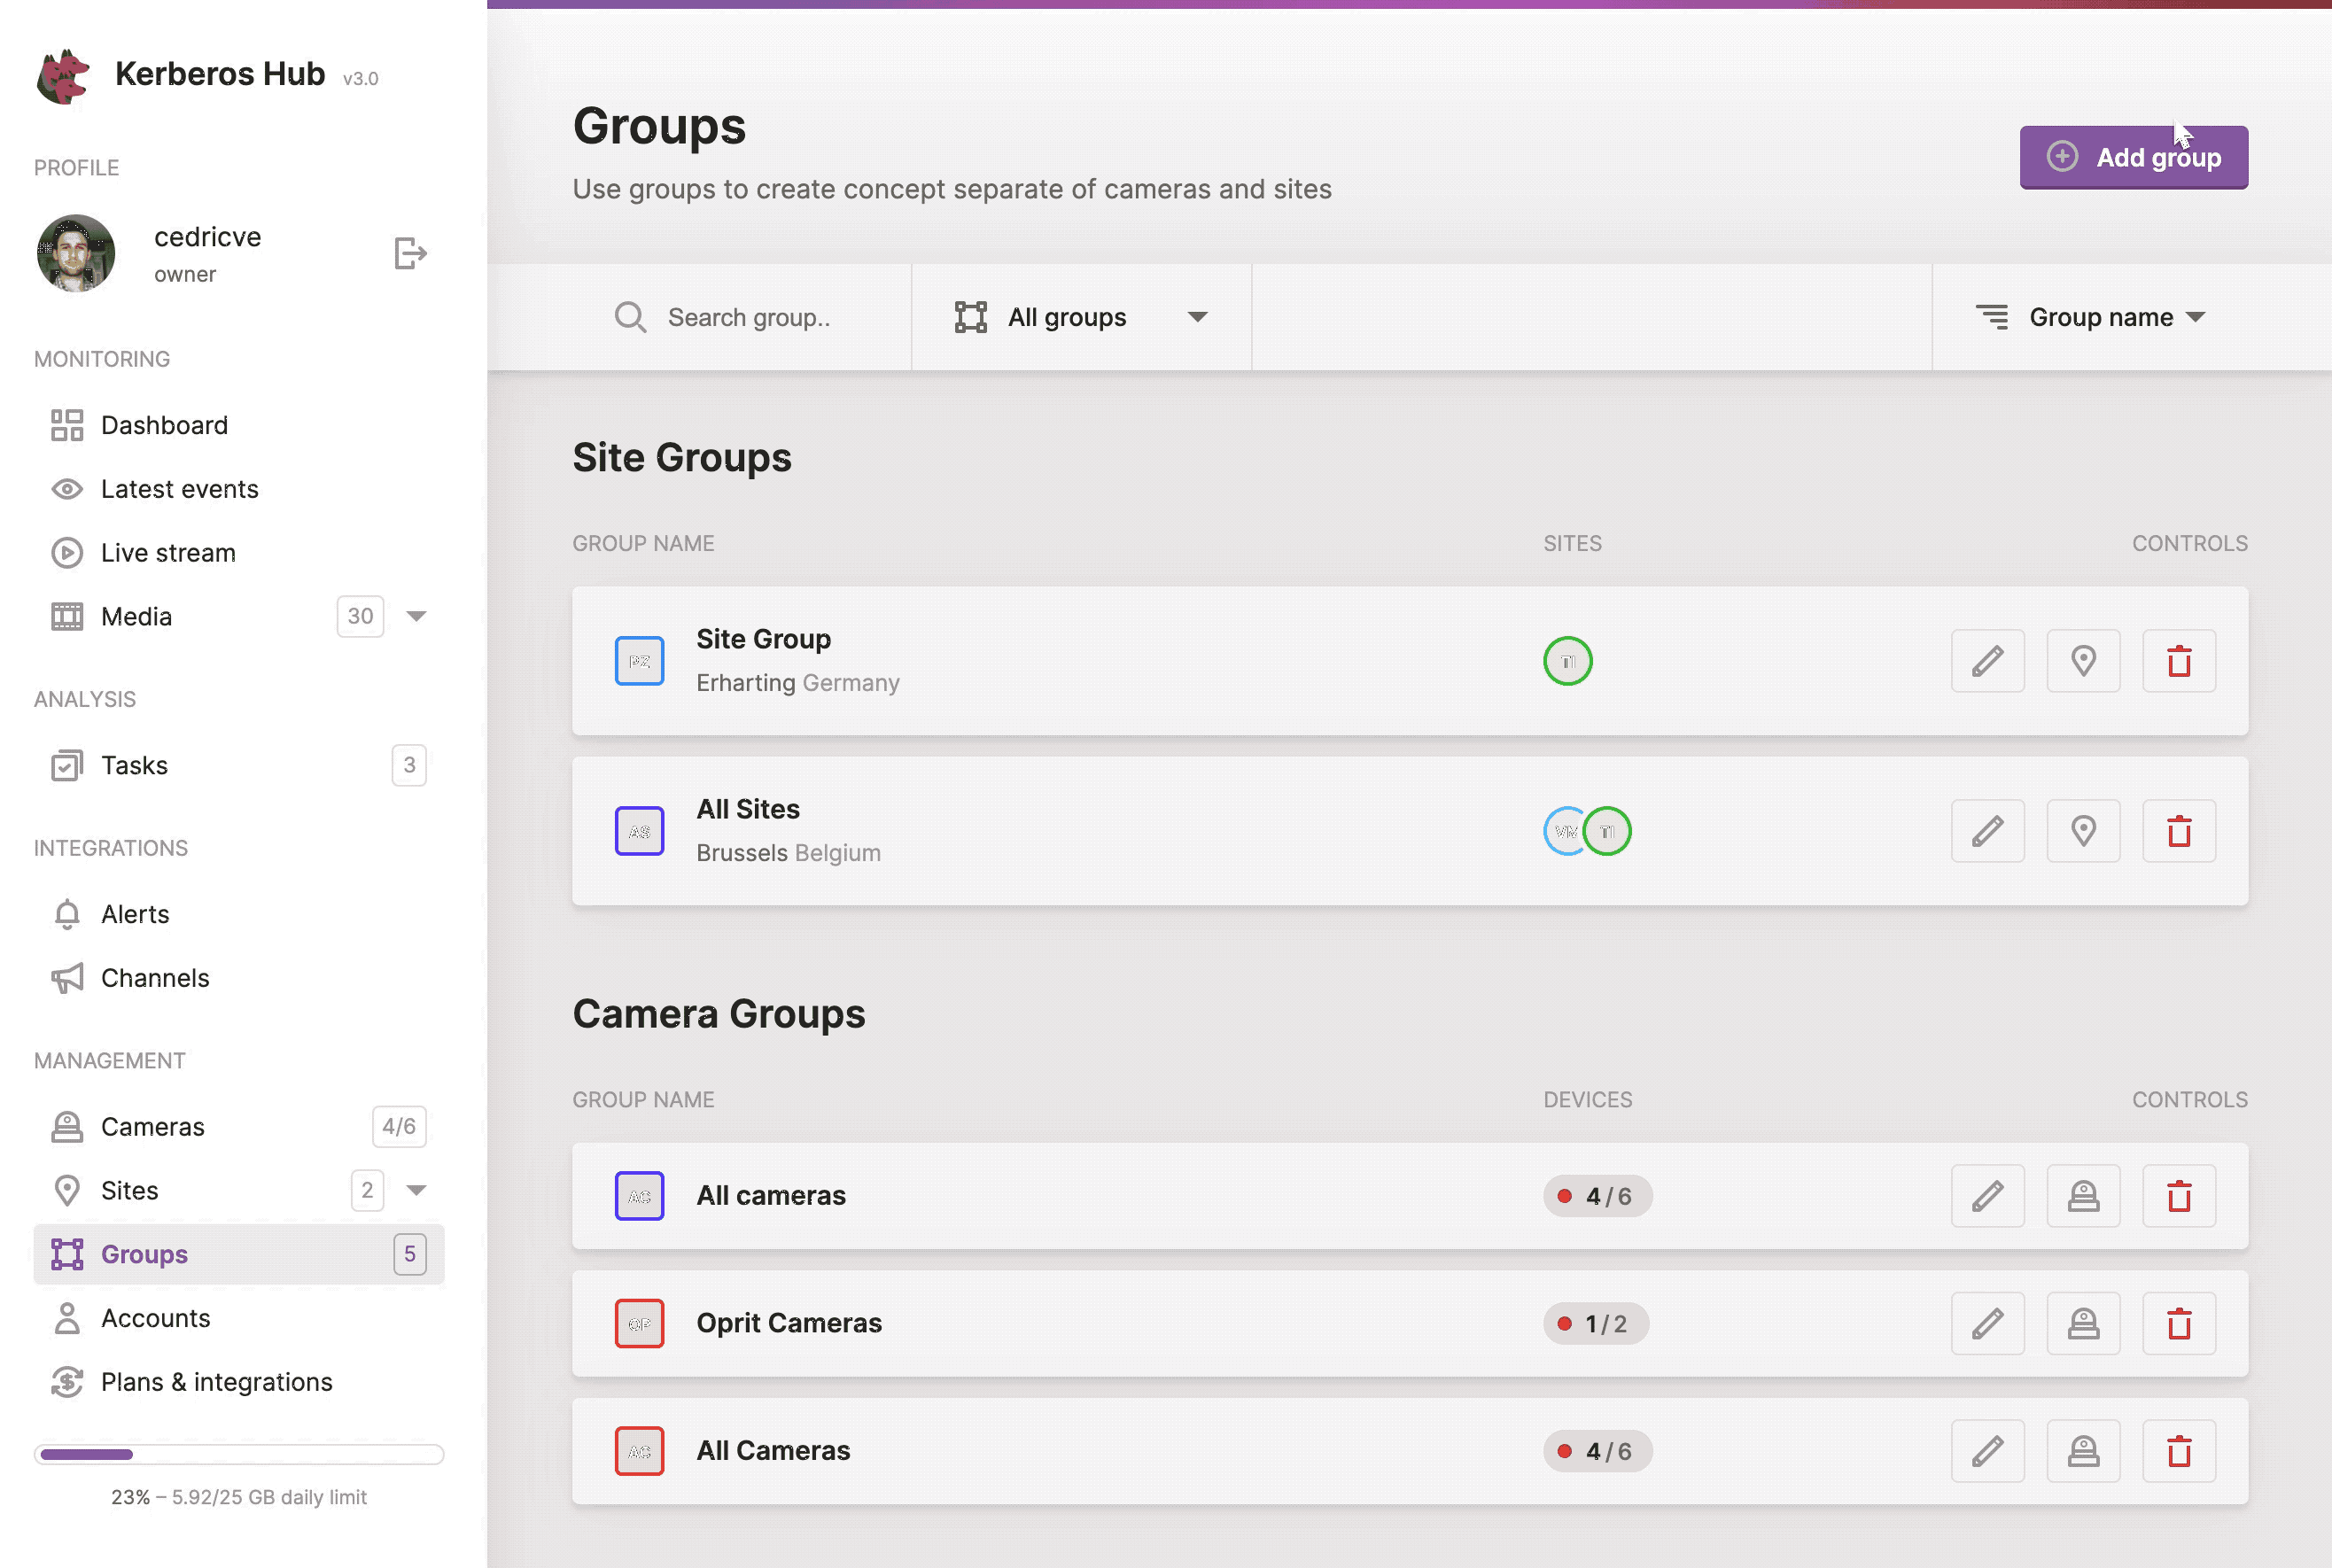 Kerberos Hub v3.0
PROFILE
cedricve
owner
MONITORING
Dashboard
Latest events
Live stream
Media 30
ANALYSIS
Tasks 3
INTEGRATIONS
Alerts
Channels
MANAGEMENT
Cameras 4/6
Sites 2
Groups 5
Accounts
Plans & integrations
23% – 5.92/25 GB daily limit
Groups
Use groups to create concept separate of cameras and sites
Add group
Search group..
All groups
Group name
Site Groups
GROUP NAME SITES CONTROLS
PZ
Site Group
Erharting Germany
TI
AS
All Sites
Brussels Belgium
VM TI
Camera Groups
GROUP NAME DEVICES CONTROLS
AC All cameras 4/6
OP Oprit Cameras 1/2
AC All Cameras 4/6